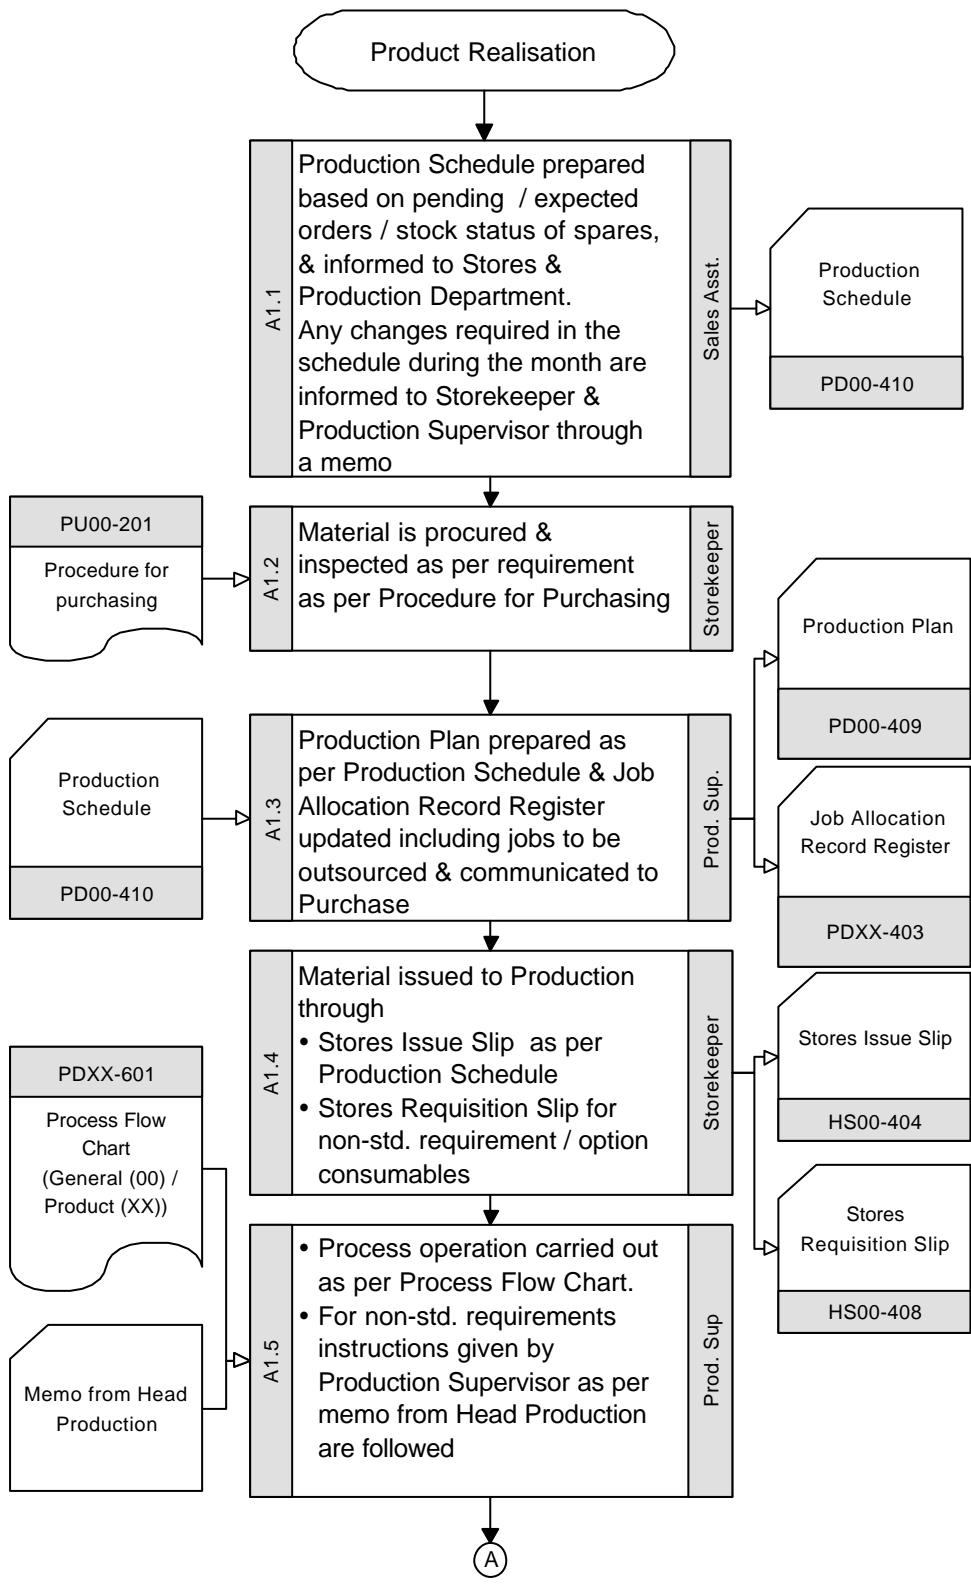 Product Realisation
A1.1
Production Schedule prepared
based on pending / expected
orders / stock status of spares,
& informed to Stores &
Production Department.
Any changes required in the
schedule during the month are
informed to Storekeeper &
Production Supervisor through
a memo
Sales Asst.
Production
Schedule
PD00-410
PU00-201
Procedure for
purchasing
A1.2
Material is procured &
inspected as per requirement
as per Procedure for Purchasing
Storekeeper
Production
Schedule
PD00-410
A1.3
Production Plan prepared as
per Production Schedule & Job
Allocation Record Register
updated including jobs to be
outsourced & communicated to
Purchase
Prod. Sup.
Production Plan
PD00-409
Job Allocation
Record Register
PDXX-403
A1.4
Material issued to Production
through
• Stores Issue Slip as per
Production Schedule
• Stores Requisition Slip for
non-std. requirement / option
consumables
Storekeeper
Stores Issue Slip
HS00-404
Stores
Requisition Slip
HS00-408
PDXX-601
Process Flow
Chart
(General (00) /
Product (XX))
Memo from Head
Production
A1.5
• Process operation carried out
as per Process Flow Chart.
• For non-std. requirements
instructions given by
Production Supervisor as per
memo from Head Production
are followed
Prod. Sup
A